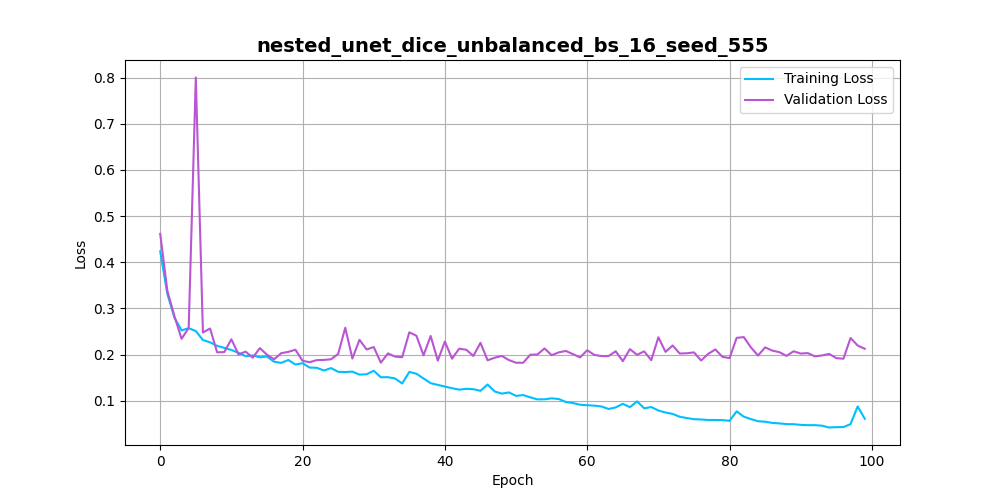 nested_unet_dice_unbalanced_bs_16_seed_555
Training Loss
Validation Loss
0.8
0.7
0.6
0.5
0.4
0.3
0.2
0.1
Loss
0 20 40 60 80 100
Epoch